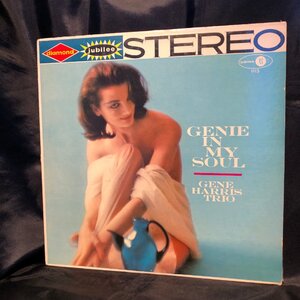 diamond
jubilee
STEREO
GENIE
IN
MY
SOUL
GENE
HARRIS
TRIO